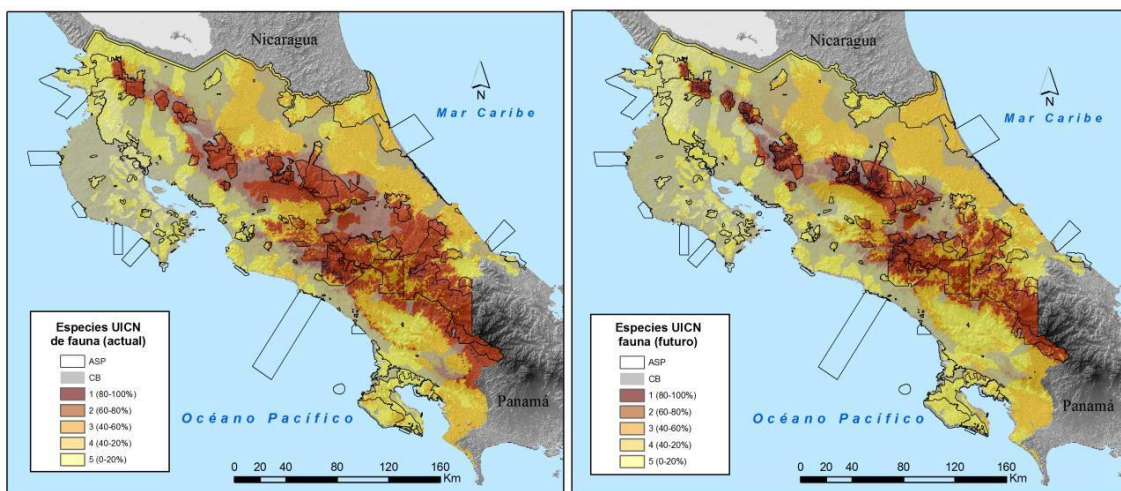 Nicaragua
N
Mar Caribe
Especies UICN
de fauna (actual)
ASP
CB
1 (80-100%)
2 (60-80%)
3 (40-60%)
4 (40-20%)
5 (0-20%)
Océano Pacífico
Panamá
0 20 40 80 120 160
Km
Nicaragua
N
Mar Caribe
Especies UICN
fauna (futuro)
ASP
CB
1 (80-100%)
2 (60-80%)
3 (40-60%)
4 (40-20%)
5 (0-20%)
Océano Pacífico
Panamá
0 20 40 80 120 160
Km